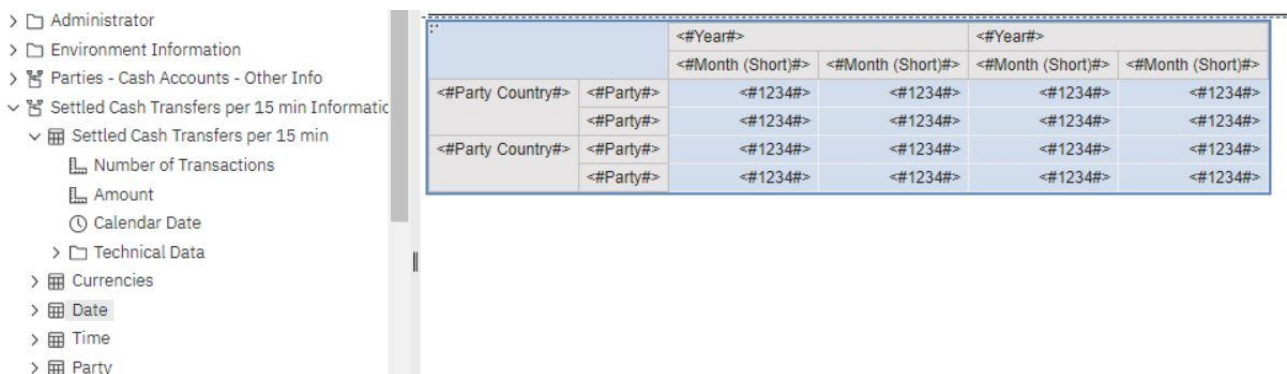 Administrator
Environment Information
Parties - Cash Accounts - Other Info
Settled Cash Transfers per 15 min Informatic
Settled Cash Transfers per 15 min
Number of Transactions
Amount
Calendar Date
Technical Data
Currencies
Date
Time
Party
<#Year#> <#Year#>
<#Month (Short)#> <#Month (Short)#> <#Month (Short)#> <#Month (Short)#>
<#Party Country#> <#Party#> <#1234#> <#1234#> <#1234#> <#1234#>
<#Party#> <#1234#> <#1234#> <#1234#> <#1234#>
<#Party Country#> <#Party#> <#1234#> <#1234#> <#1234#> <#1234#>
<#Party#> <#1234#> <#1234#> <#1234#> <#1234#>